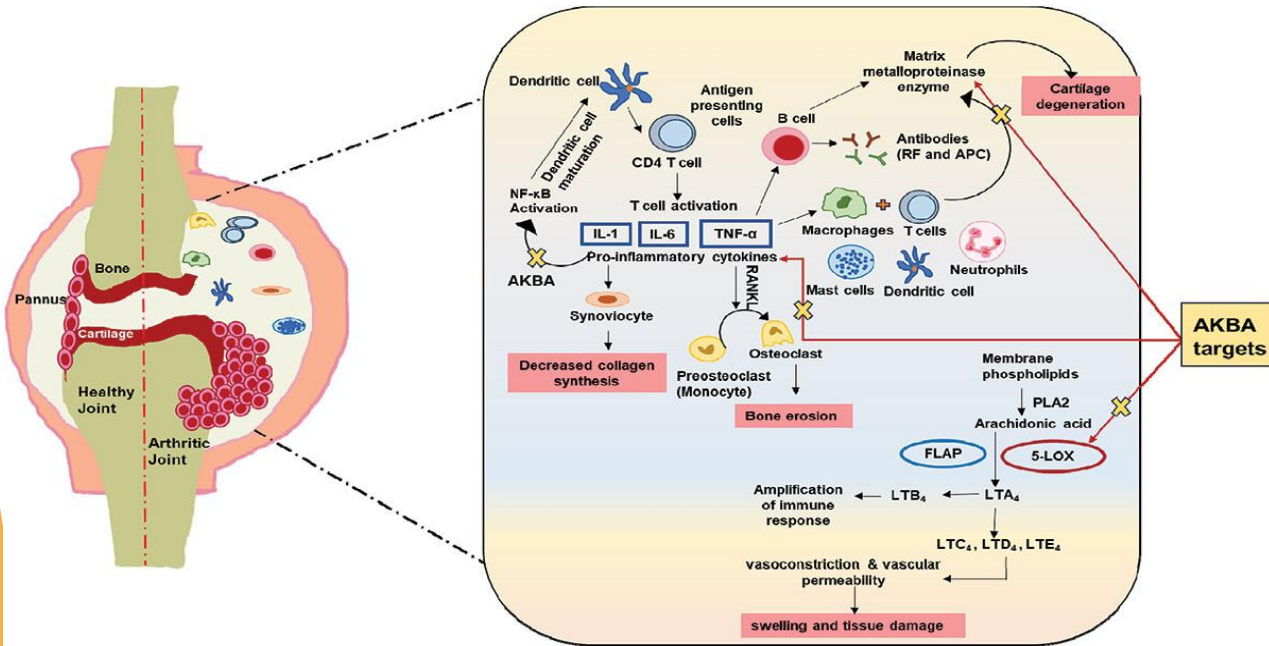 Bone
Pannus
Cartilage
Healthy
Joint
Arthritic
Joint
Dendritic cell
Antigen
presenting
cells
CD4 T cell
Dendritic cell
maturation
NF-κB
Activation
T cell activation
IL-1
IL-6
TNF-α
Pro-inflammatory
cytokines
AKBA
Synoviocyte
Decreased collagen
synthesis
RANKL
Preosteoclast
(Monocyte)
Osteoclast
Bone erosion
B cell
Matrix
metalloproteinase
enzyme
Cartilage
degeneration
Antibodies
(RF and APC)
Macrophages
T cells
Mast cells
Dendritic cell
Neutrophils
AKBA
targets
Membrane
phospholipids
PLA2
Arachidonic acid
FLAP
5-LOX
Amplification
of immune
response
LTB₄
LTA₄
LTC₄, LTD₄, LTE₄
vasoconstriction & vascular
permeability
swelling and tissue damage